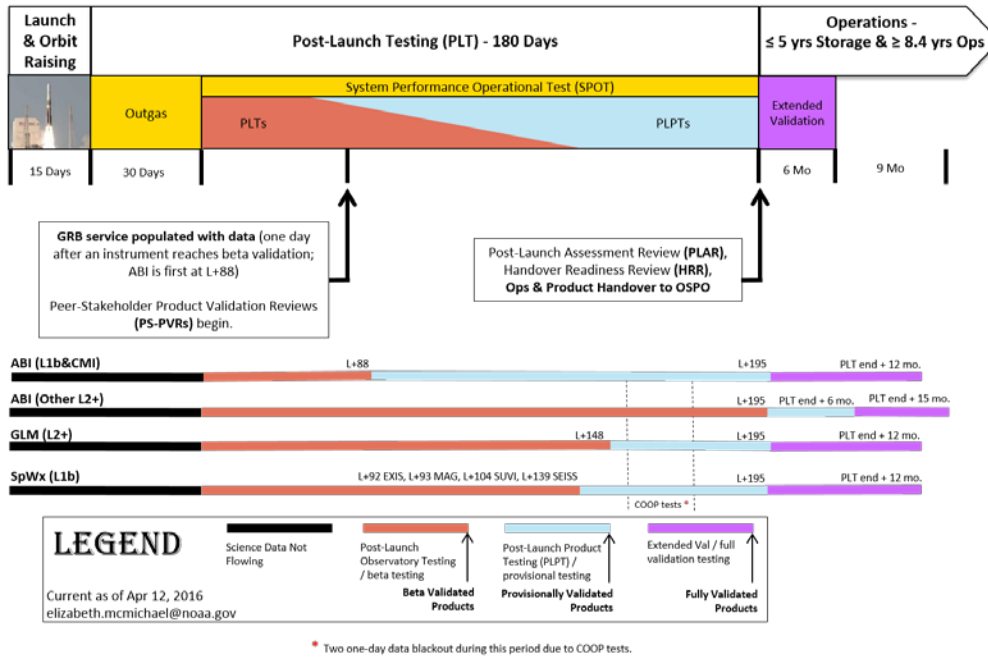 Launch
& Orbit
Raising
Post-Launch Testing (PLT) - 180 Days
Operations -
≤ 5 yrs Storage & ≥ 8.4 yrs Ops
System Performance Operational Test (SPOT)
Outgas
PLTs
PLPTs
Extended
Validation
15 Days
30 Days
6 Mo
9 Mo
GRB service populated with data (one day
after an instrument reaches beta validation;
ABI is first at L+88)
Peer-Stakeholder Product Validation Reviews
(PS-PVRs) begin.
Post-Launch Assessment Review (PLAR),
Handover Readiness Review (HRR),
Ops & Product Handover to OSPO
ABI (L1b&CMI)
L+88
L+195
PLT end + 12 mo.
ABI (Other L2+)
L+195
PLT end + 6 mo.
PLT end + 15 mo.
GLM (L2+)
L+148
L+195
PLT end + 12 mo.
SpWx (L1b)
L+92 EXIS, L+93 MAG, L+104 SUVI, L+139 SEISS
L+195
PLT end + 12 mo.
COOP tests *
LEGEND
Science Data Not
Flowing
Post-Launch
Observatory Testing
/ beta testing
Beta Validated
Products
Post-Launch Product
Testing (PLPT) /
provisional testing
Provisionally Validated
Products
Extended Val / full
validation testing
Fully Validated
Products
Current as of Apr 12, 2016
elizabeth.mcmichael@noaa.gov
* Two one-day data blackout during this period due to COOP tests.